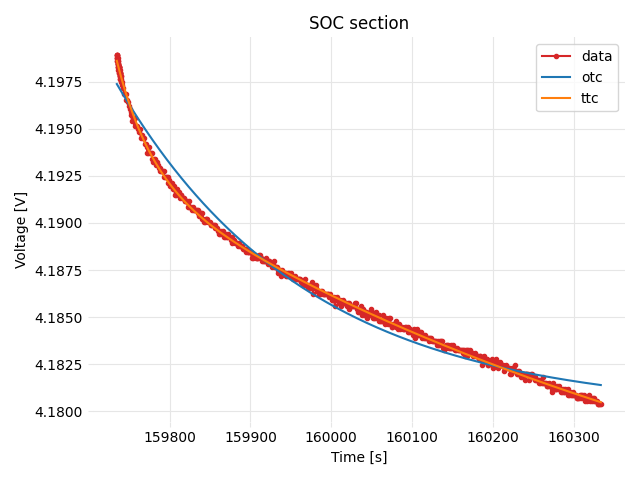 SOC section
data
otc
ttc
4.1975
4.1950
4.1925
4.1900
4.1875
4.1850
4.1825
4.1800
Voltage [V]
159800 159900 160000 160100 160200 160300
Time [s]